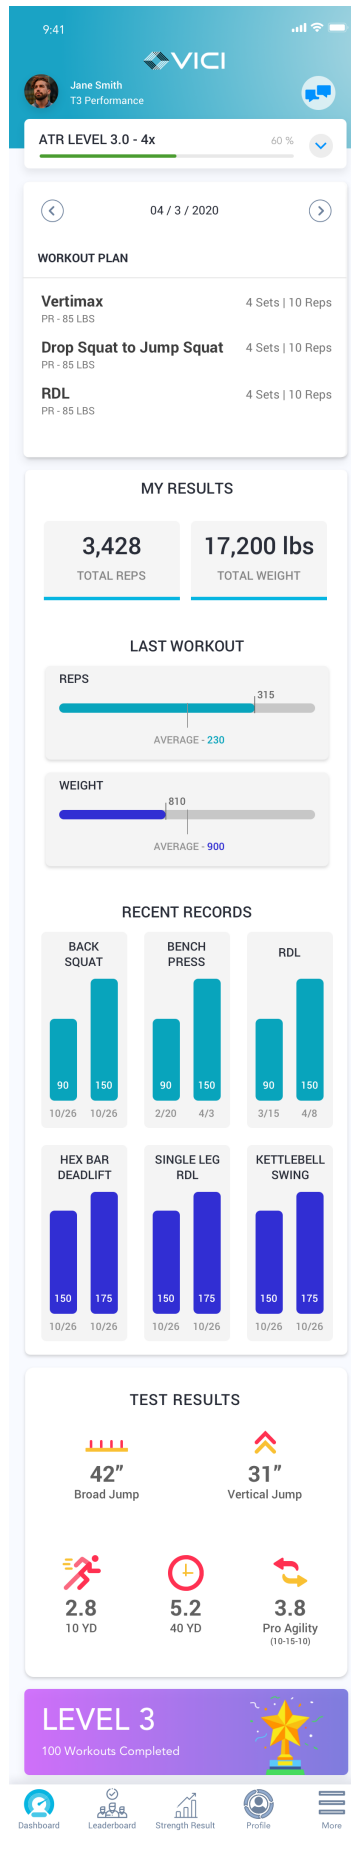 9:41
VICI
Jane Smith
T3 Performance
ATR LEVEL 3.0 - 4x
60 %
04 / 3 / 2020
WORKOUT PLAN
Vertimax
4 Sets | 10 Reps
PR - 85 LBS
Drop Squat to Jump Squat
4 Sets | 10 Reps
PR - 85 LBS
RDL
4 Sets | 10 Reps
PR - 85 LBS
MY RESULTS
3,428
TOTAL REPS
17,200 lbs
TOTAL WEIGHT
LAST WORKOUT
REPS
315
AVERAGE - 230
WEIGHT
810
AVERAGE - 900
RECENT RECORDS
BACK
SQUAT
90
150
10/26
10/26
BENCH
PRESS
90
150
2/20
4/3
RDL
90
150
3/15
4/8
HEX BAR
DEADLIFT
150
175
10/26
10/26
SINGLE LEG
RDL
150
175
10/26
10/26
KETTLEBELL
SWING
150
175
10/26
10/26
TEST RESULTS
42”
Broad Jump
31”
Vertical Jump
2.8
10 YD
5.2
40 YD
3.8
Pro Agility
(10-15-10)
LEVEL 3
100 Workouts Completed
Dashboard
Leaderboard
Strength Result
Profile
More